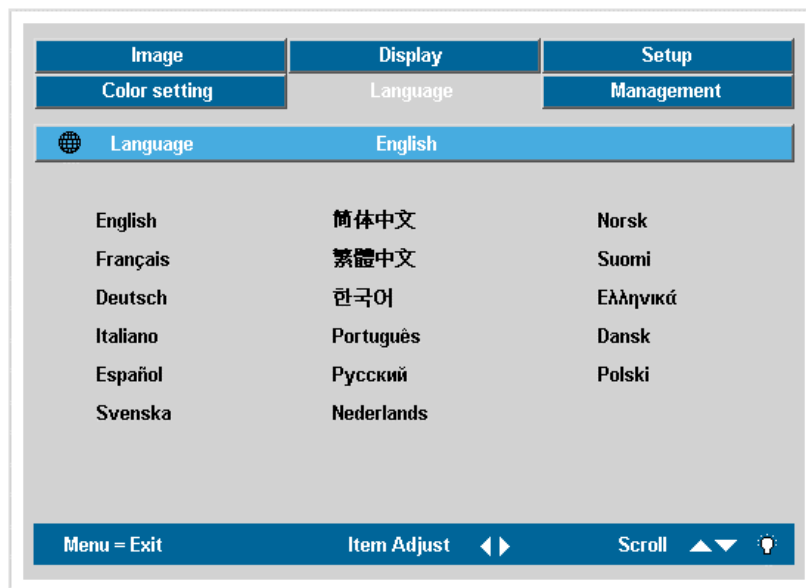 Image Display Setup
Color setting Language Management
Language English
English 简体中文 Norsk
Français 繁體中文 Suomi
Deutsch 한국어 Ελληνικά
Italiano Português Dansk
Español Русский Polski
Svenska Nederlands
Menu = Exit Item Adjust Scroll